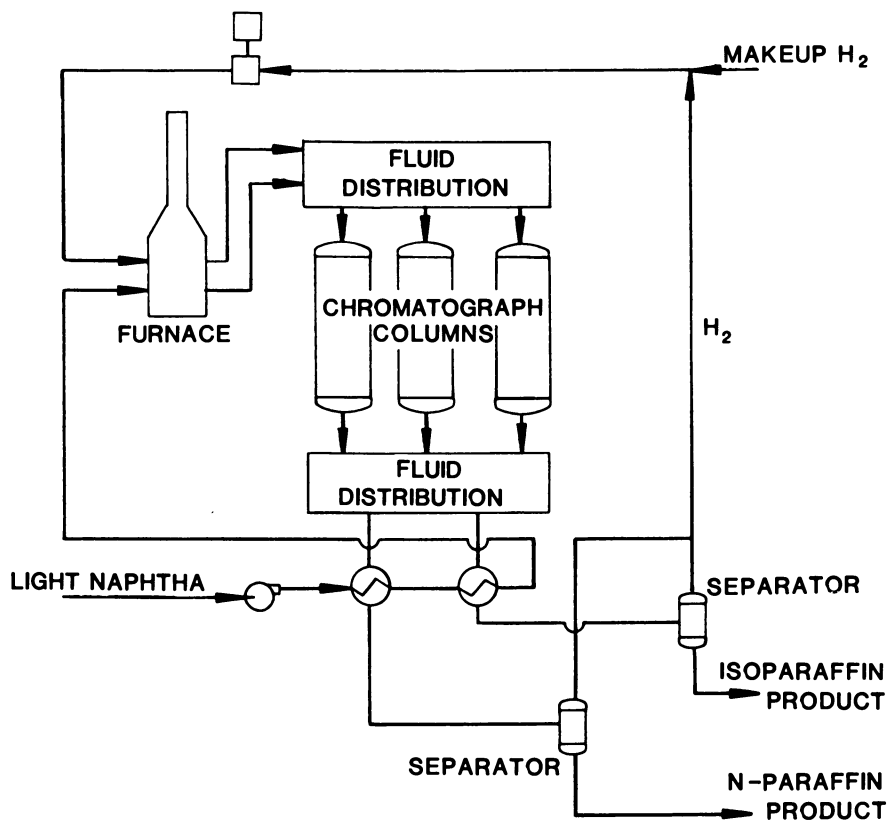 MAKEUP H₂
FLUID
DISTRIBUTION
CHROMATOGRAPH
COLUMNS
FURNACE
H₂
FLUID
DISTRIBUTION
LIGHT NAPHTHA
SEPARATOR
ISOPARAFFIN
PRODUCT
SEPARATOR
N-PARAFFIN
PRODUCT